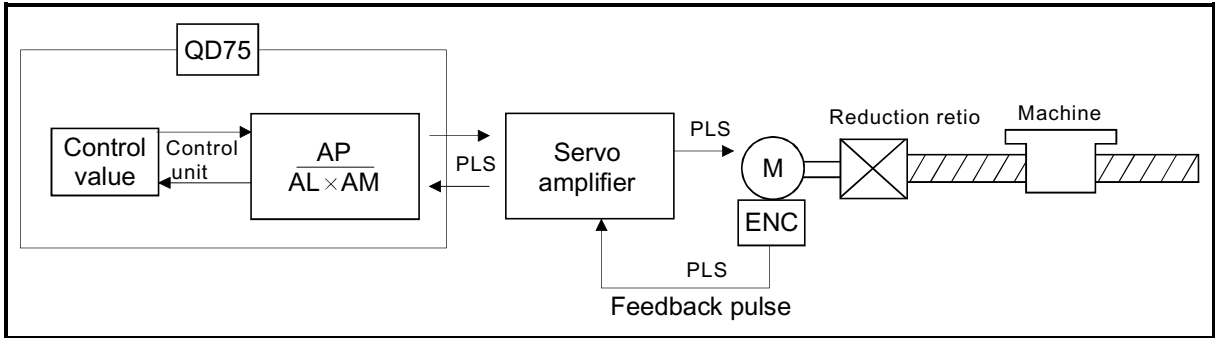 QD75
Control
value
Control
unit
AP
AL × AM
PLS
Servo
amplifier
PLS
M
ENC
Reduction retio
Machine
PLS
Feedback pulse